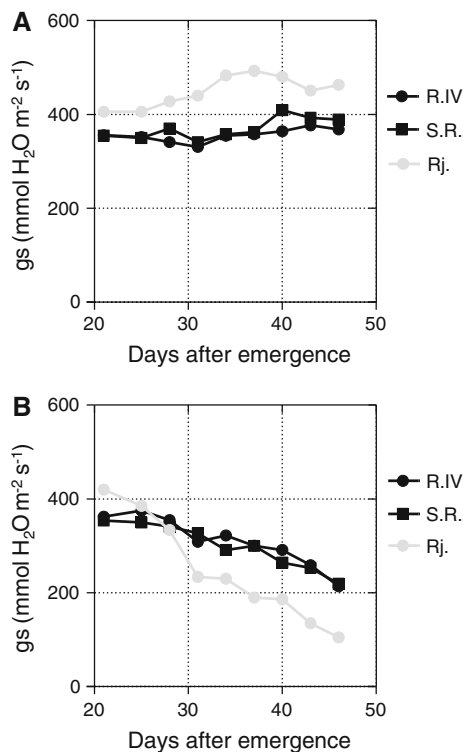 A
600
400
200
0
gs (mmol H₂O m⁻² s⁻¹)
20 30 40 50
Days after emergence
R.IV
S.R.
Rj.
B
600
400
200
0
gs (mmol H₂O m⁻² s⁻¹)
20 30 40 50
Days after emergence
R.IV
S.R.
Rj.